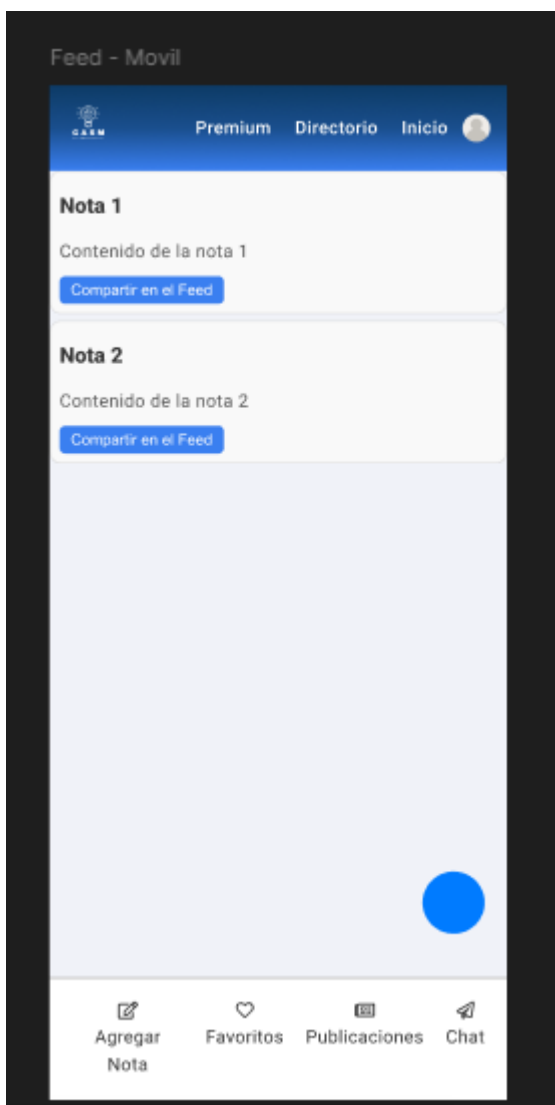 Feed - Movil
GAEM
Premium Directorio Inicio
Nota 1
Contenido de la nota 1
Compartir en el Feed
Nota 2
Contenido de la nota 2
Compartir en el Feed
Agregar Nota
Favoritos
Publicaciones
Chat